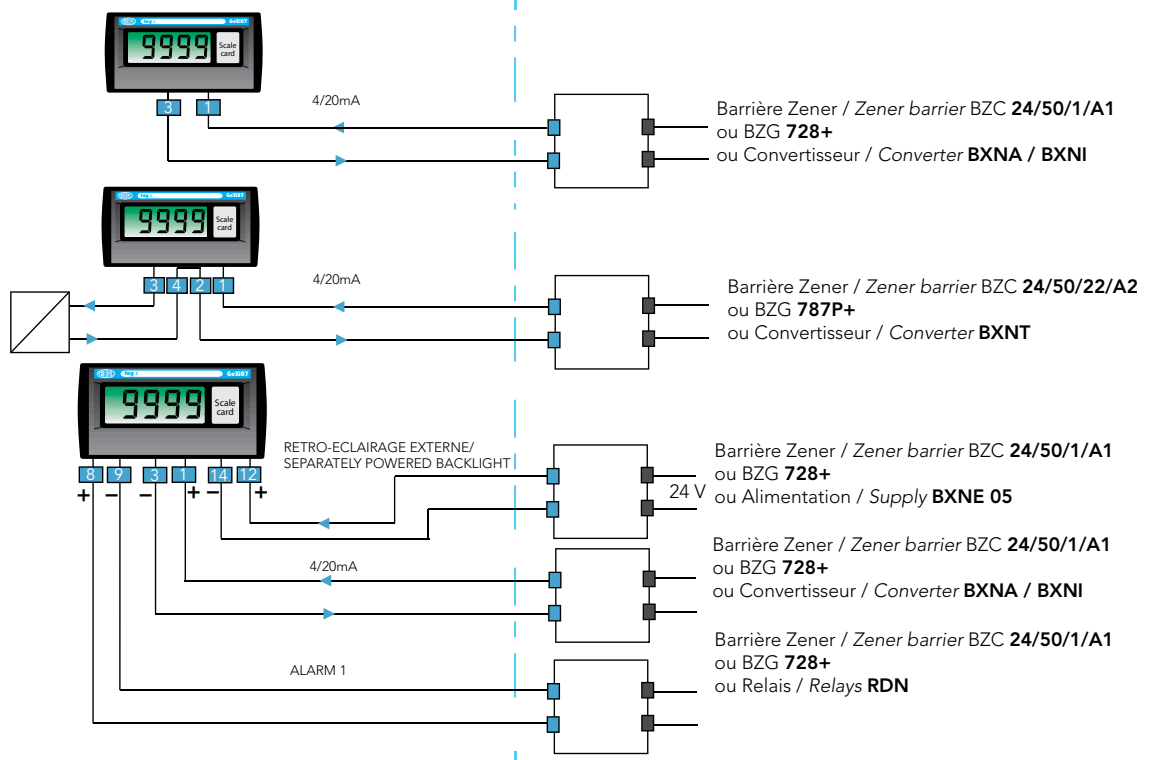 tag :
GeXi07
9999
Scale
card
3
1
4/20mA
Barrière Zener / Zener barrier BZC 24/50/1/A1
ou BZG 728+
ou Convertisseur / Converter BXNA / BXNI
tag :
GeXi07
9999
Scale
card
3
4
2
1
4/20mA
Barrière Zener / Zener barrier BZC 24/50/22/A2
ou BZG 787P+
ou Convertisseur / Converter BXNT
tag :
GeXi07
9999
Scale
card
RETRO-ECLAIRAGE EXTERNE/
SEPARATELY POWERED BACKLIGHT
8
9
3
1
14
12
+
−
−
+
−
+
24 V
Barrière Zener / Zener barrier BZC 24/50/1/A1
ou BZG 728+
ou Alimentation / Supply BXNE 05
4/20mA
Barrière Zener / Zener barrier BZC 24/50/1/A1
ou BZG 728+
ou Convertisseur / Converter BXNA / BXNI
ALARM 1
Barrière Zener / Zener barrier BZC 24/50/1/A1
ou BZG 728+
ou Relais / Relays RDN